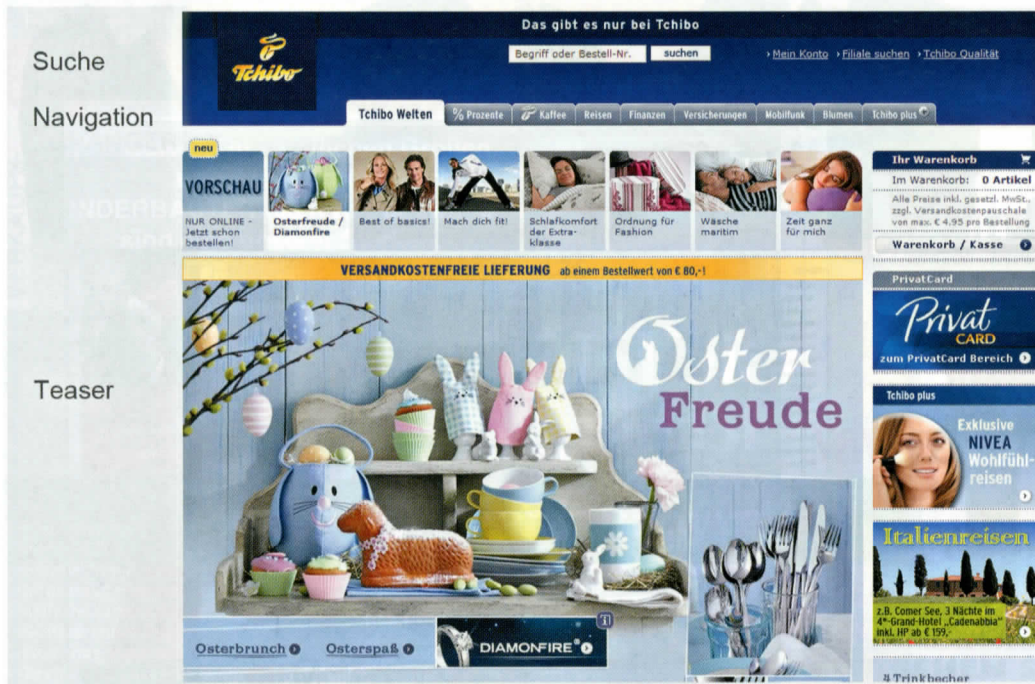 Suche
Navigation
Teaser
Das gibt es nur bei Tchibo
Tchibo
Begriff oder Bestell-Nr.
suchen
› Mein Konto › Filiale suchen › Tchibo Qualität
Tchibo Welten
% Prozente
Kaffee
Reisen
Finanzen
Versicherungen
Mobilfunk
Blumen
Tchibo plus
neu
VORSCHAU
NUR ONLINE -
Jetzt schon
bestellen!
Osterfreude /
Diamonfire
Best of basics!
Mach dich fit!
Schlafkomfort
der Extra-
klasse
Ordnung für
Fashion
Wäsche
maritim
Zeit ganz
für mich
Ihr Warenkorb
Im Warenkorb: 0 Artikel
Alle Preise inkl. gesetzl. MwSt.,
zzgl. Versandkostenpauschale
von max. € 4.95 pro Bestellung
Warenkorb / Kasse
VERSANDKOSTENFREIE LIEFERUNG ab einem Bestellwert von € 80,-!
Oster
Freude
Osterbrunch
Osterspaß
DIAMONFIRE®
i
PrivatCard
Privat
CARD
zum PrivatCard Bereich
Tchibo plus
Exklusive
NIVEA
Wohlfühl-
reisen
Italienreisen
z.B. Comer See, 3 Nächte im
4*-Grand-Hotel „Cadenabbia"
inkl. HP ab € 159,-
4 Trinkbecher